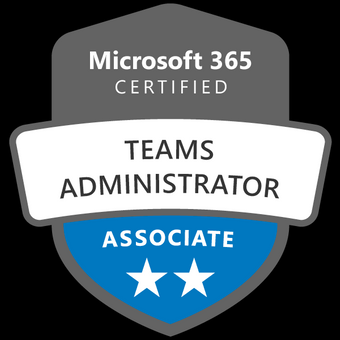 Microsoft 365
CERTIFIED
TEAMS
ADMINISTRATOR
ASSOCIATE